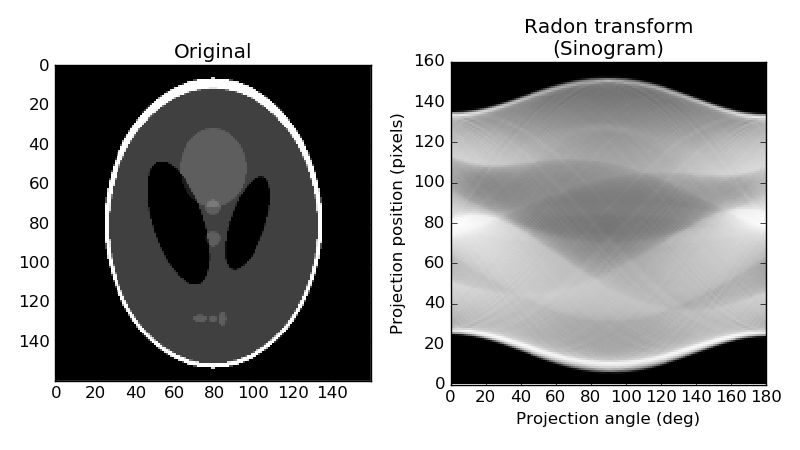 Original
0
20
40
60
80
100
120
140
0 20 40 60 80 100 120 140
Radon transform
(Sinogram)
160
140
120
100
80
60
40
20
0
Projection position (pixels)
0 20 40 60 80 100 120 140 160 180
Projection angle (deg)